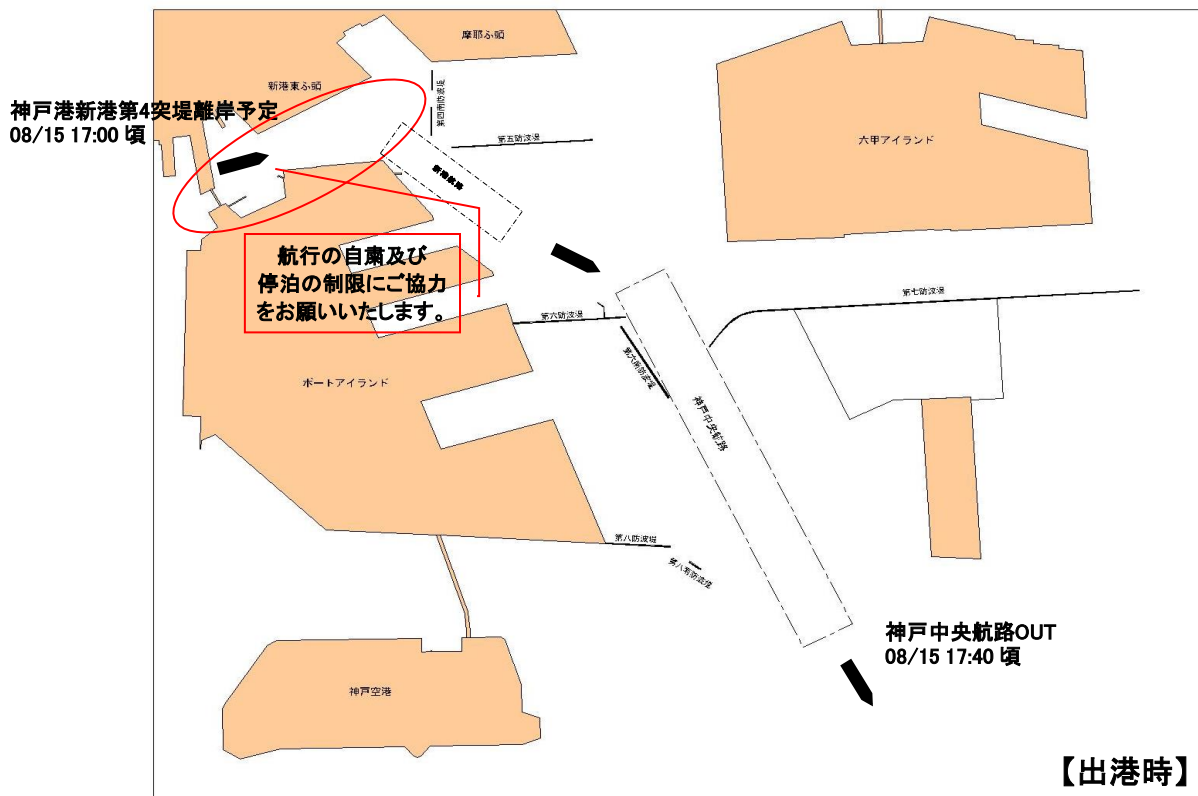 摩耶ふ頭
新港東ふ頭
神戸港新港第4突堤離岸予定
08/15 17:00 頃
第四南防波堤
第五防波堤
六甲アイランド
新港航路
航行の自粛及び
停泊の制限にご協力
をお願いいたします。
第七防波堤
第六防波堤
第六南防波堤
ポートアイランド
神戸中央航路
第八防波堤
第八南防波堤
神戸中央航路OUT
08/15 17:40 頃
神戸空港
【出港時】